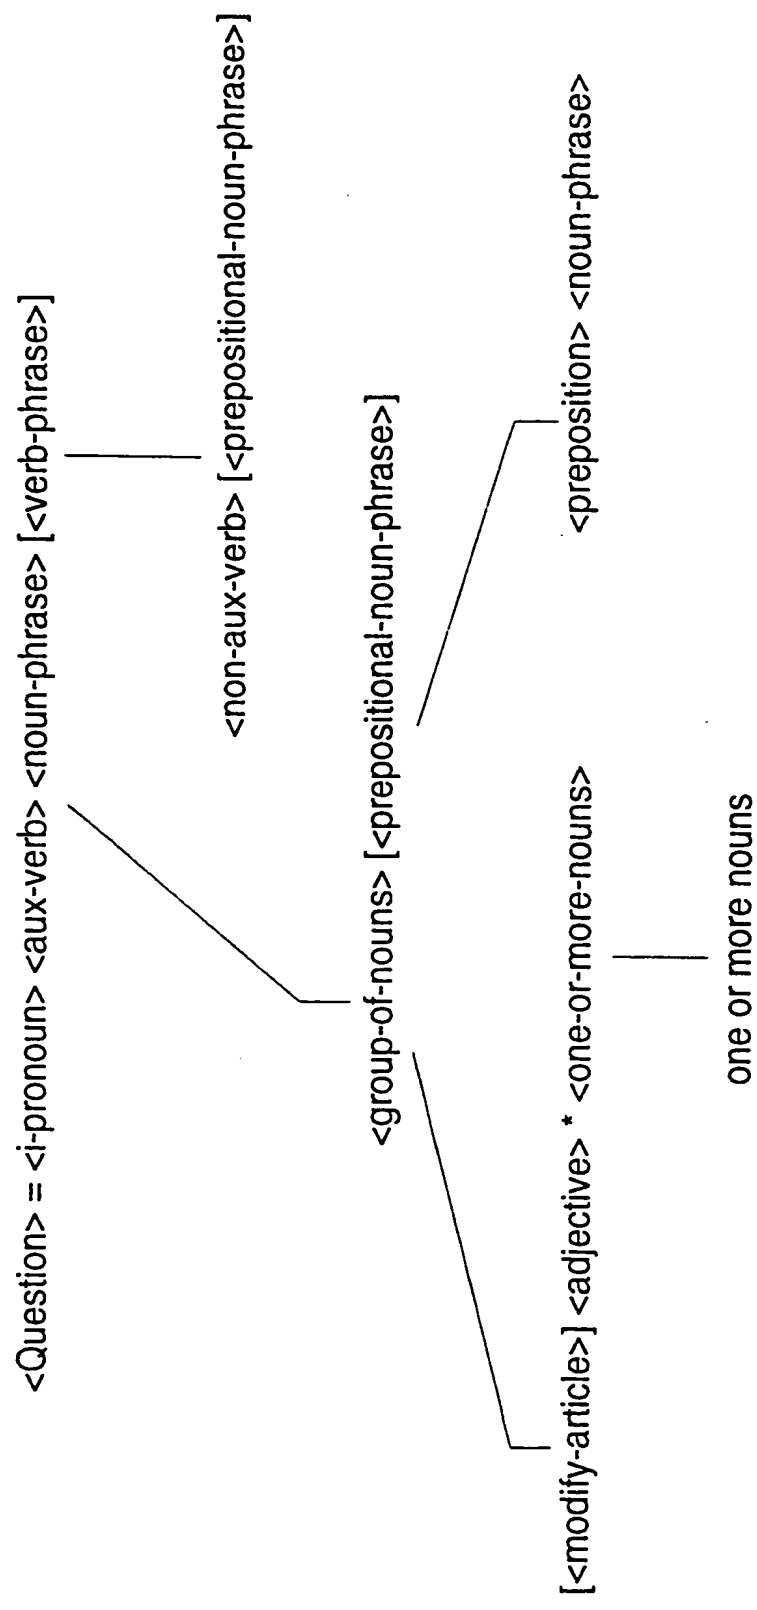 <Question> = <i-pronoun> <aux-verb> <noun-phrase> [<verb-phrase>]
<non-aux-verb> [<prepositional-noun-phrase>]
<group-of-nouns> [<prepositional-noun-phrase>]
[<modify-article>] <adjective> * <one-or-more-nouns>
<preposition> <noun-phrase>
one or more nouns